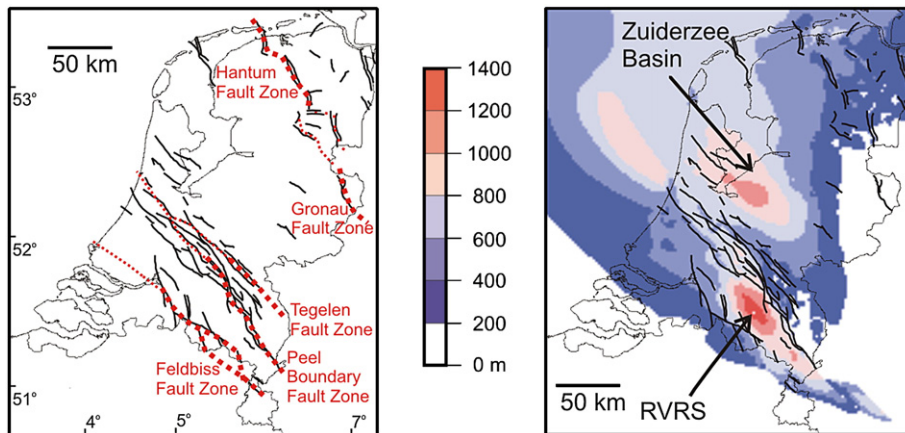 50 km
Hantum
Fault Zone
53°
Gronau
Fault Zone
52°
Tegelen
Fault Zone
Peel
Boundary
Fault Zone
Feldbiss
Fault Zone
51°
4°
5°
7°
1400
1200
1000
800
600
400
200
0 m
Zuiderzee
Basin
50 km
RVRS